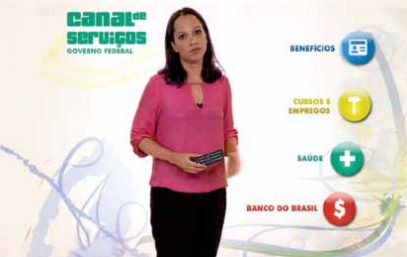 canal de
serviços
GOVERNO FEDERAL
BENEFÍCIOS
CURSOS E
EMPREGOS
SAÚDE
BANCO DO BRASIL
$